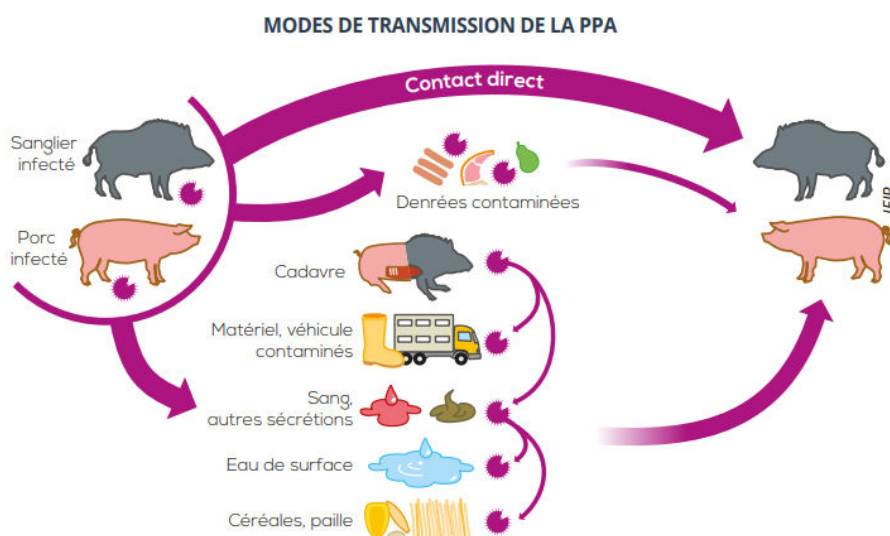 MODES DE TRANSMISSION DE LA PPA
Contact direct
Sanglier
infecté
Denrées contaminées
Porc
infecté
IFIP
Cadavre
Matériel, véhicule
contaminés
Sang,
autres sécrétions
Eau de surface
Céréales, paille